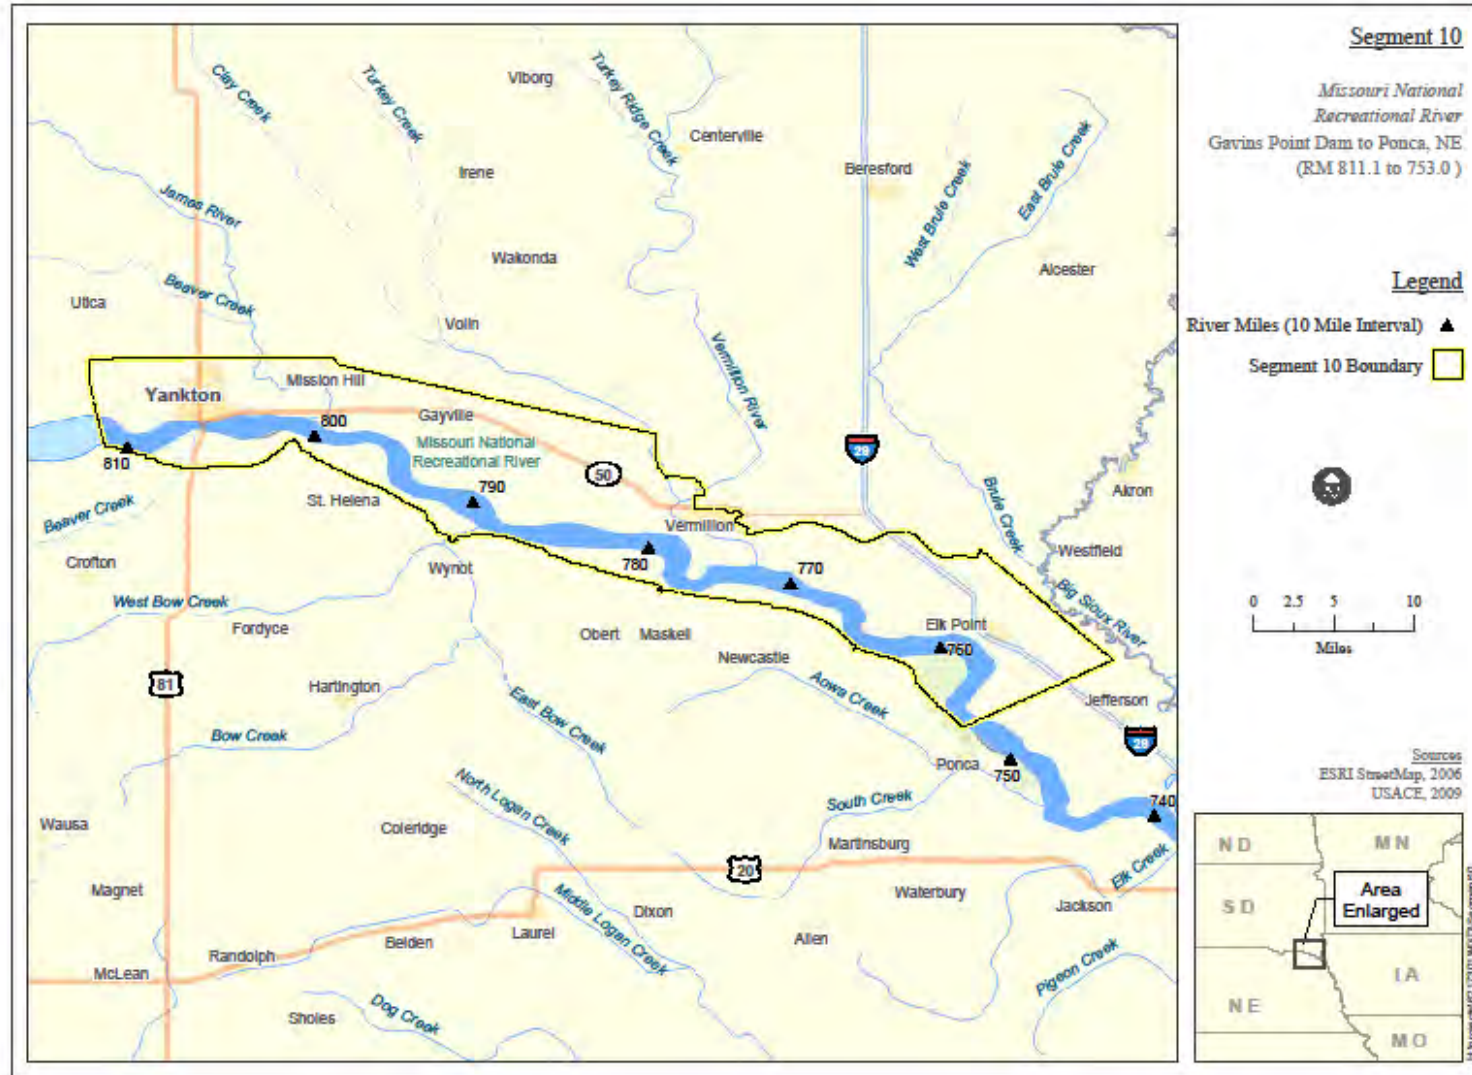 Segment 10
Missouri National
Recreational River
Gavins Point Dam to Ponca, NE
(RM 811.1 to 753.0 )
Legend
River Miles (10 Mile Interval)
Segment 10 Boundary
0 2.5 5 10
Miles
Sources
ESRI StreetMap, 2006
USACE, 2009
ND
MN
SD
Area
Enlarged
IA
NE
MO
Clay Creek
Turkey Creek
Viborg
Turkey Ridge Creek
Centerville
Beresford
West Brule Creek
East Brule Creek
Irene
James River
Wakonda
Alcester
Beaver Creek
Utica
Volin
Vermillion River
Mission Hill
Yankton
Gayville
800
Missouri National
Recreational River
810
50
29
790
St. Helena
Beaver Creek
Brule Creek
Akron
Vermillion
Westfield
Crofton
Wynot
780
770
Big Sioux River
West Bow Creek
Fordyce
Obert
Maskell
Elk Point
760
Newcastle
81
Hartington
Aowa Creek
Jefferson
East Bow Creek
Bow Creek
29
Ponca
750
North Logan Creek
South Creek
740
Wausa
Coleridge
Martinsburg
Elk Creek
20
Magnet
Waterbury
Jackson
Middle Logan Creek
Dixon
Laurel
Belden
Allen
Randolph
McLean
Pigeon Creek
Dog Creek
Sholes